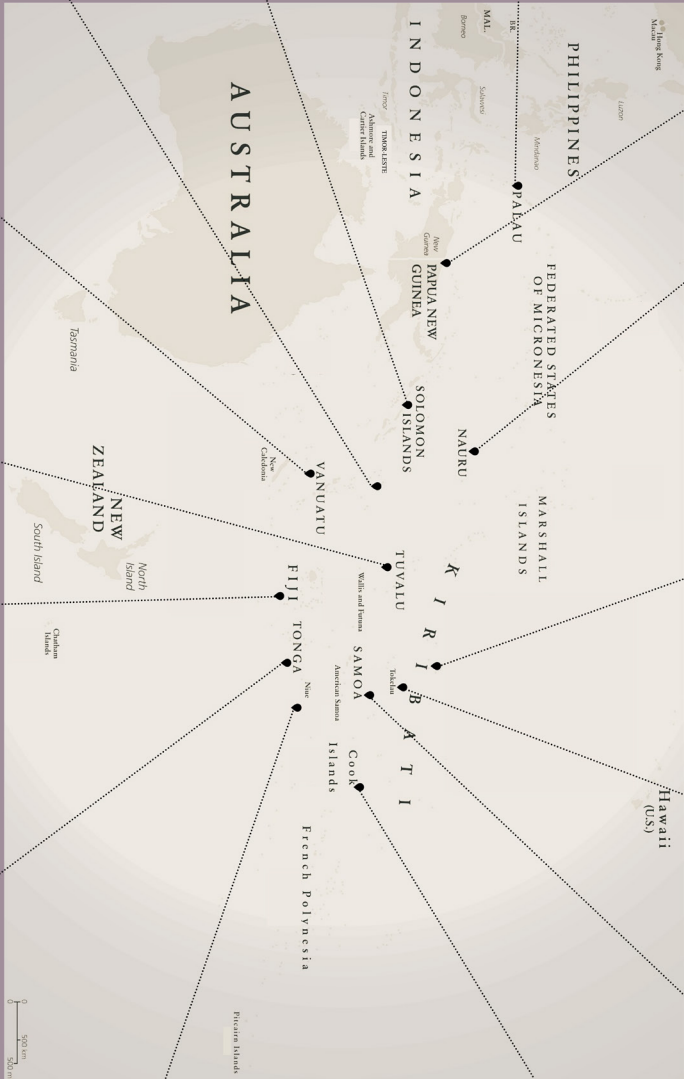 Hong Kong
Macau
Luzon
PHILIPPINES
Mindanao
BR.
MAL.
Borneo
Sulawesi
INDONESIA
PALAU
TIMOR-LESTE
Timor
Ashmore and
Cartier Islands
New
Guinea
PAPUA NEW
GUINEA
FEDERATED STATES
OF MICRONESIA
MARSHALL
ISLANDS
NAURU
SOLOMON
ISLANDS
KIRIBATI
Hawaii
(U.S.)
TUVALU
Tokelau
Wallis and Futuna
SAMOA
American Samoa
Cook
Islands
VANUATU
FIJI
TONGA
Niue
French Polynesia
New
Caledonia
AUSTRALIA
Pitcairn Islands
Tasmania
NEW
ZEALAND
North
Island
South Island
Chatham
Islands
0
500 km
0